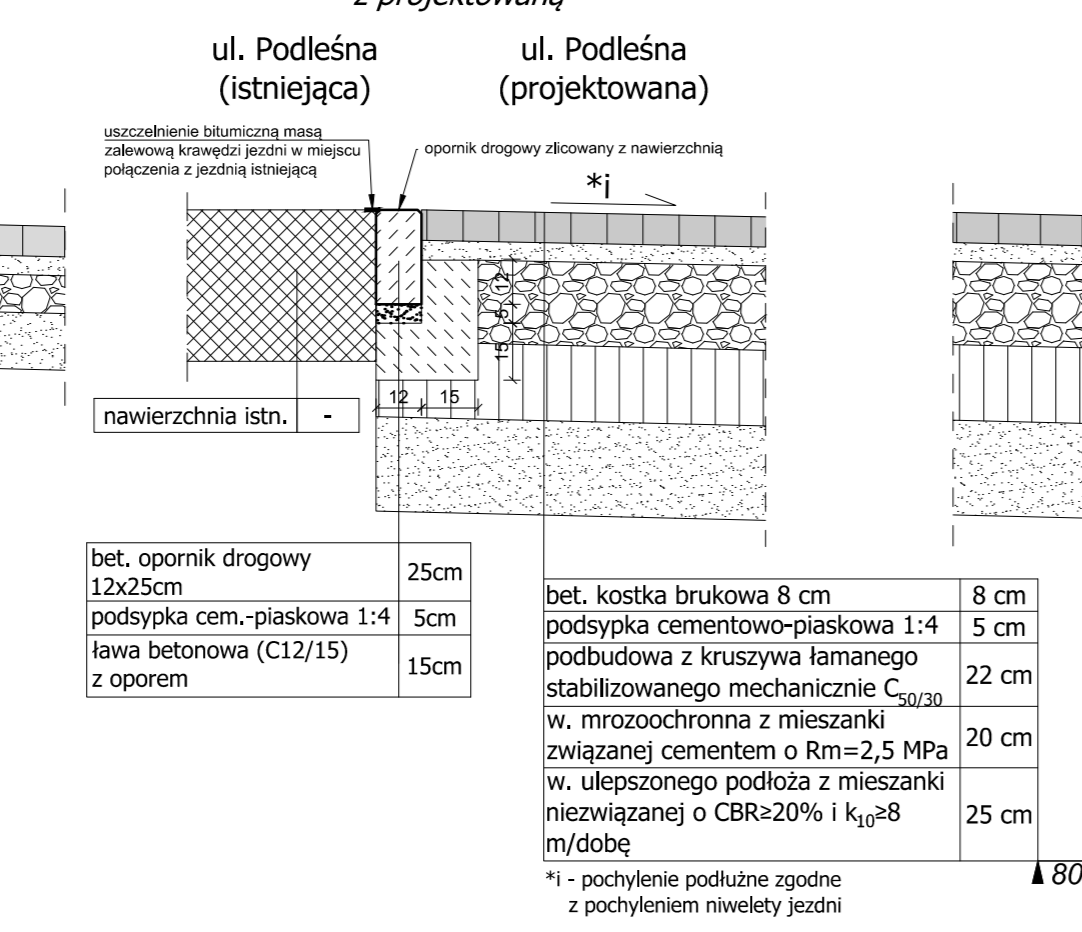 z projektowaną
ul. Podleśna
(istniejąca)
ul. Podleśna
(projektowana)
uszczelnienie bitumiczną masą
zalewową krawędzi jezdni w miejscu
połączenia z jezdnią istniejącą
opornik drogowy zlicowany z nawierzchnią
*i
12
5
15
12 15
nawierzchnia istn. -
bet. opornik drogowy
12x25cm 25cm
podsypka cem.-piaskowa 1:4 5cm
ława betonowa (C12/15)
z oporem 15cm
bet. kostka brukowa 8 cm 8 cm
podsypka cementowo-piaskowa 1:4 5 cm
podbudowa z kruszywa łamanego
stabilizowanego mechanicznie C50/30 22 cm
w. mrozoochronna z mieszanki
związanej cementem o Rm=2,5 MPa 20 cm
w. ulepszonego podłoża z mieszanki
niezwiązanej o CBR≥20% i k10≥8 25 cm
m/dobę
*i - pochylenie podłużne zgodne
z pochyleniem niwelety jezdni
80